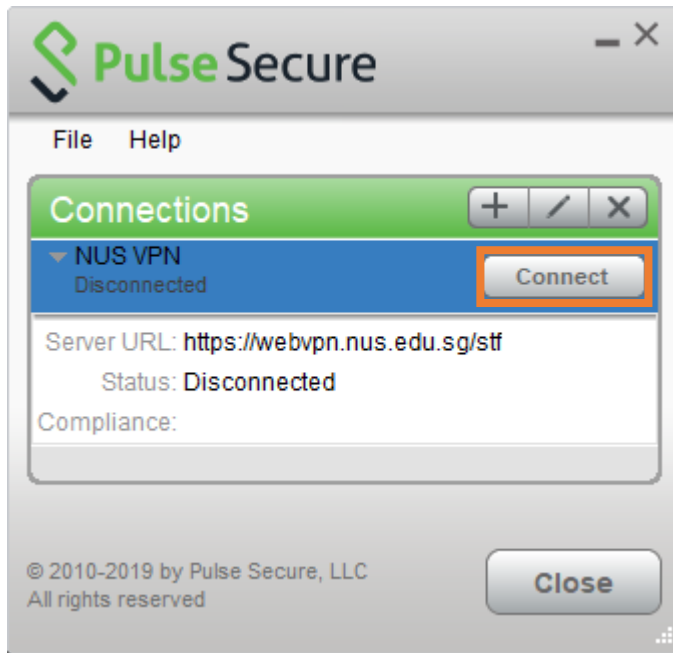 Pulse Secure
File Help
Connections
NUS VPN
Disconnected
Connect
Server URL: https://webvpn.nus.edu.sg/stf
Status: Disconnected
Compliance:
© 2010-2019 by Pulse Secure, LLC
All rights reserved
Close